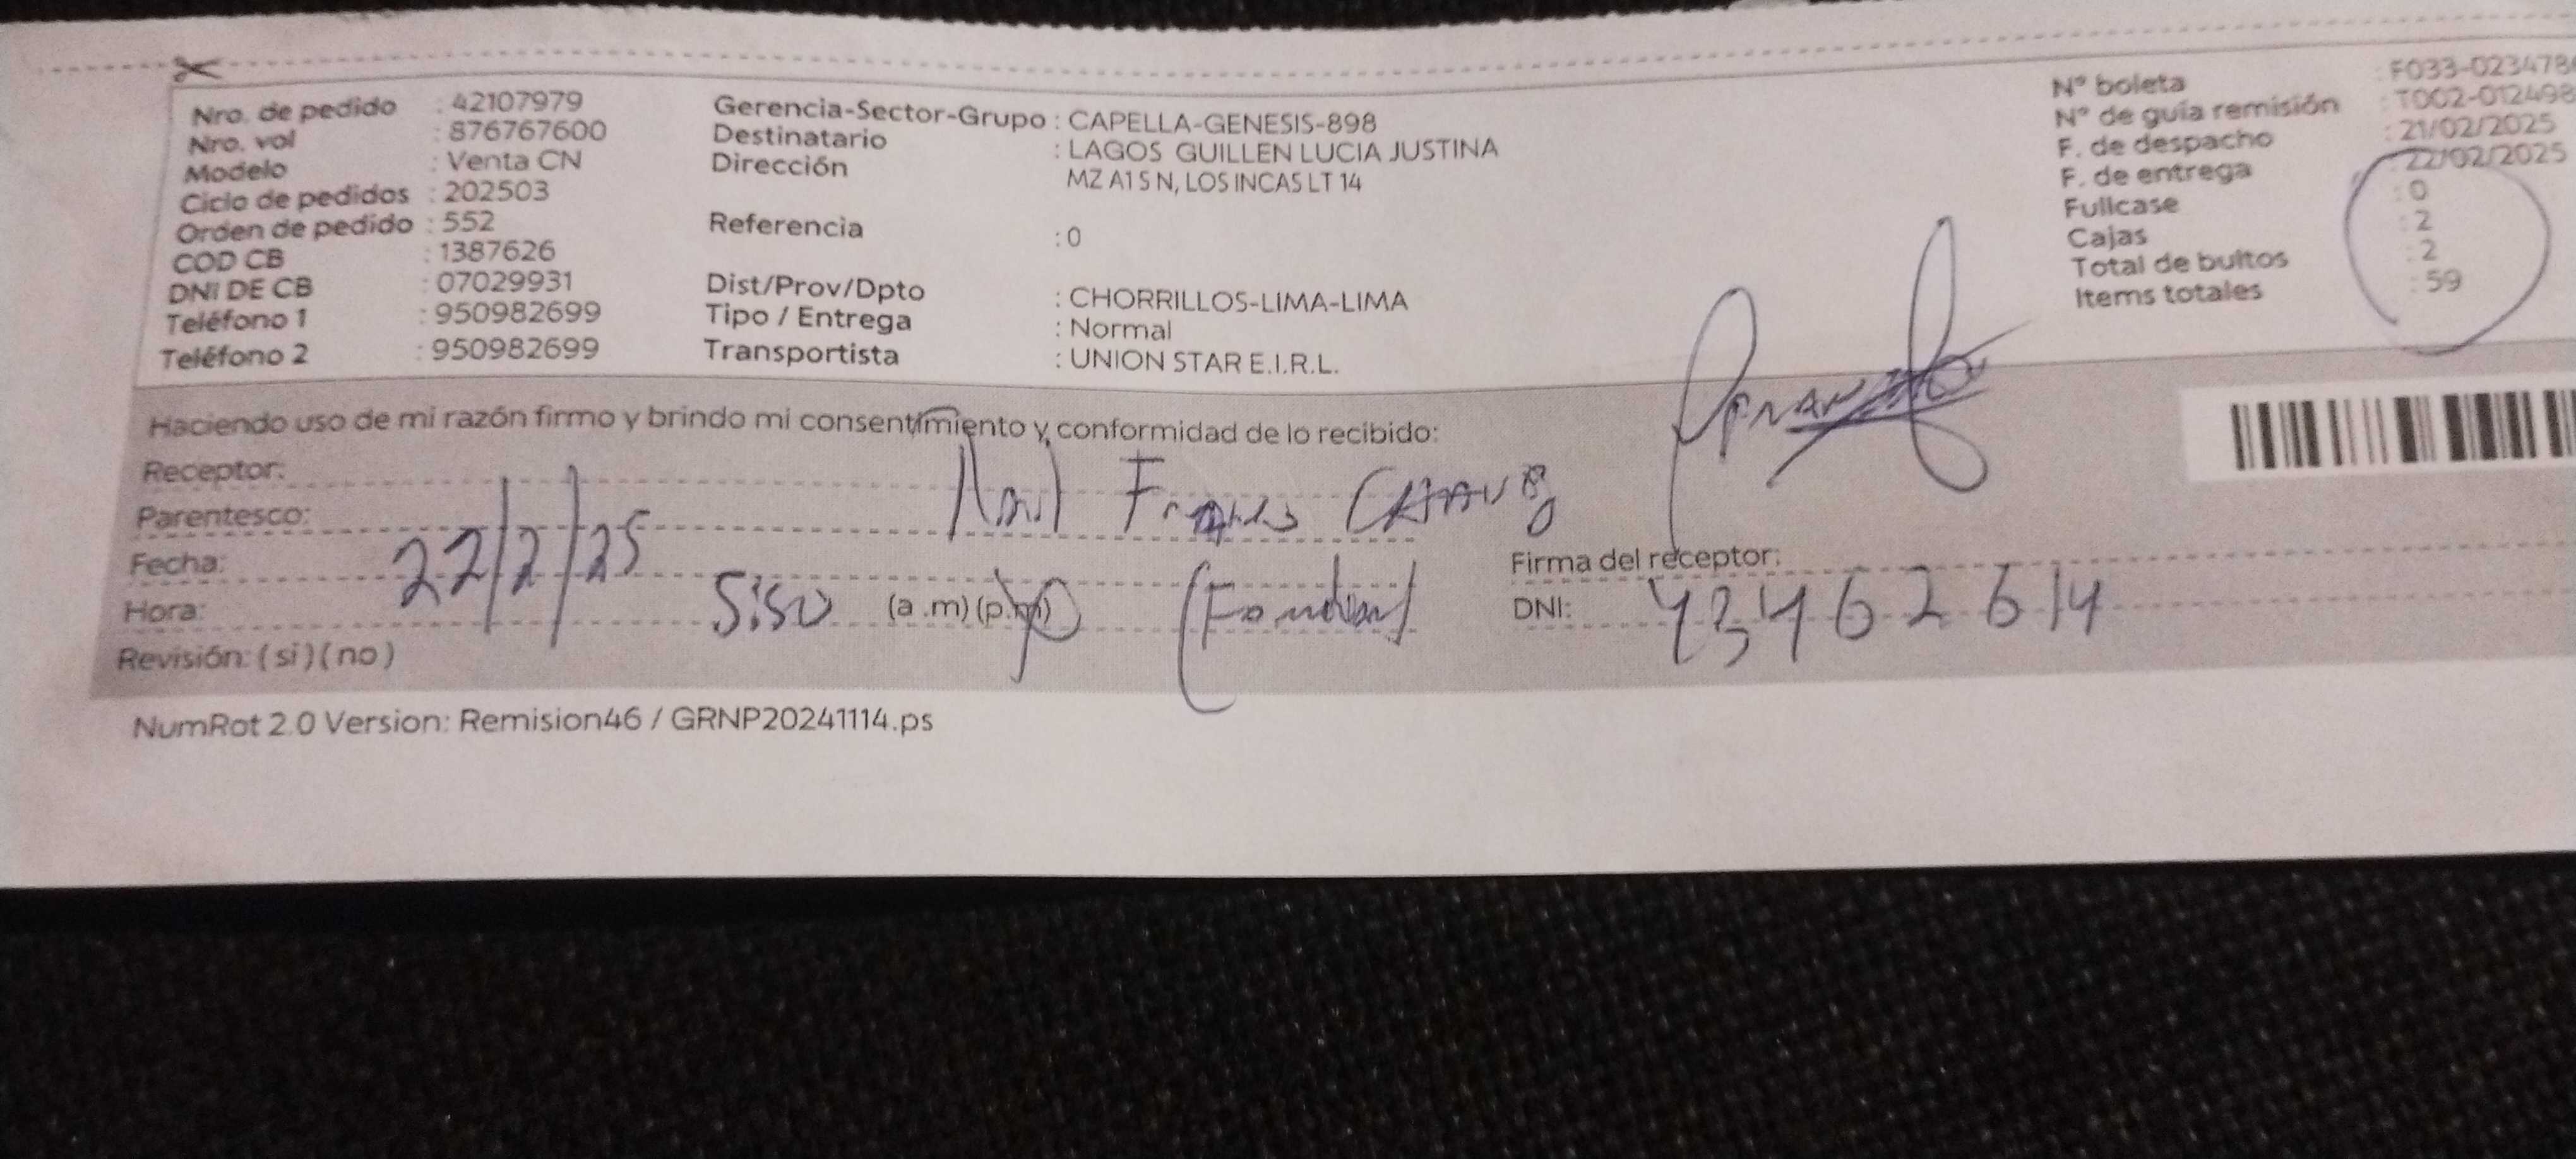 Nro. de pedido : 42107979
Nro. vol : 876767600
Modelo : Venta CN
Ciclo de pedidos : 202503
Orden de pedido : 552
COD CB : 1387626
DNI DE CB : 07029931
Teléfono 1 : 950982699
Teléfono 2 : 950982699
Gerencia-Sector-Grupo : CAPELLA-GENESIS-898
Destinatario : LAGOS GUILLEN LUCIA JUSTINA
Dirección MZ A1 S N, LOS INCAS LT 14
Referencia : 0
Dist/Prov/Dpto : CHORRILLOS-LIMA-LIMA
Tipo / Entrega : Normal
Transportista : UNION STAR E.I.R.L.
N° boleta : F033-023478
N° de guía remisión : T002-012498
F. de despacho : 21/02/2025
F. de entrega 22/02/2025
Fullcase : 0
Cajas : 2
Total de bultos : 2
Items totales : 59
Haciendo uso de mi razón firmo y brindo mi consentimiento y conformidad de lo recibido:
Receptor:
Parentesco:
Fecha: 22/2/25
Hora: 5:50 (a .m) (p.m)
Revisión: ( si ) ( no )
Firma del receptor:
DNI: 43462614
NumRot 2.0 Version: Remision46 / GRNP20241114.ps